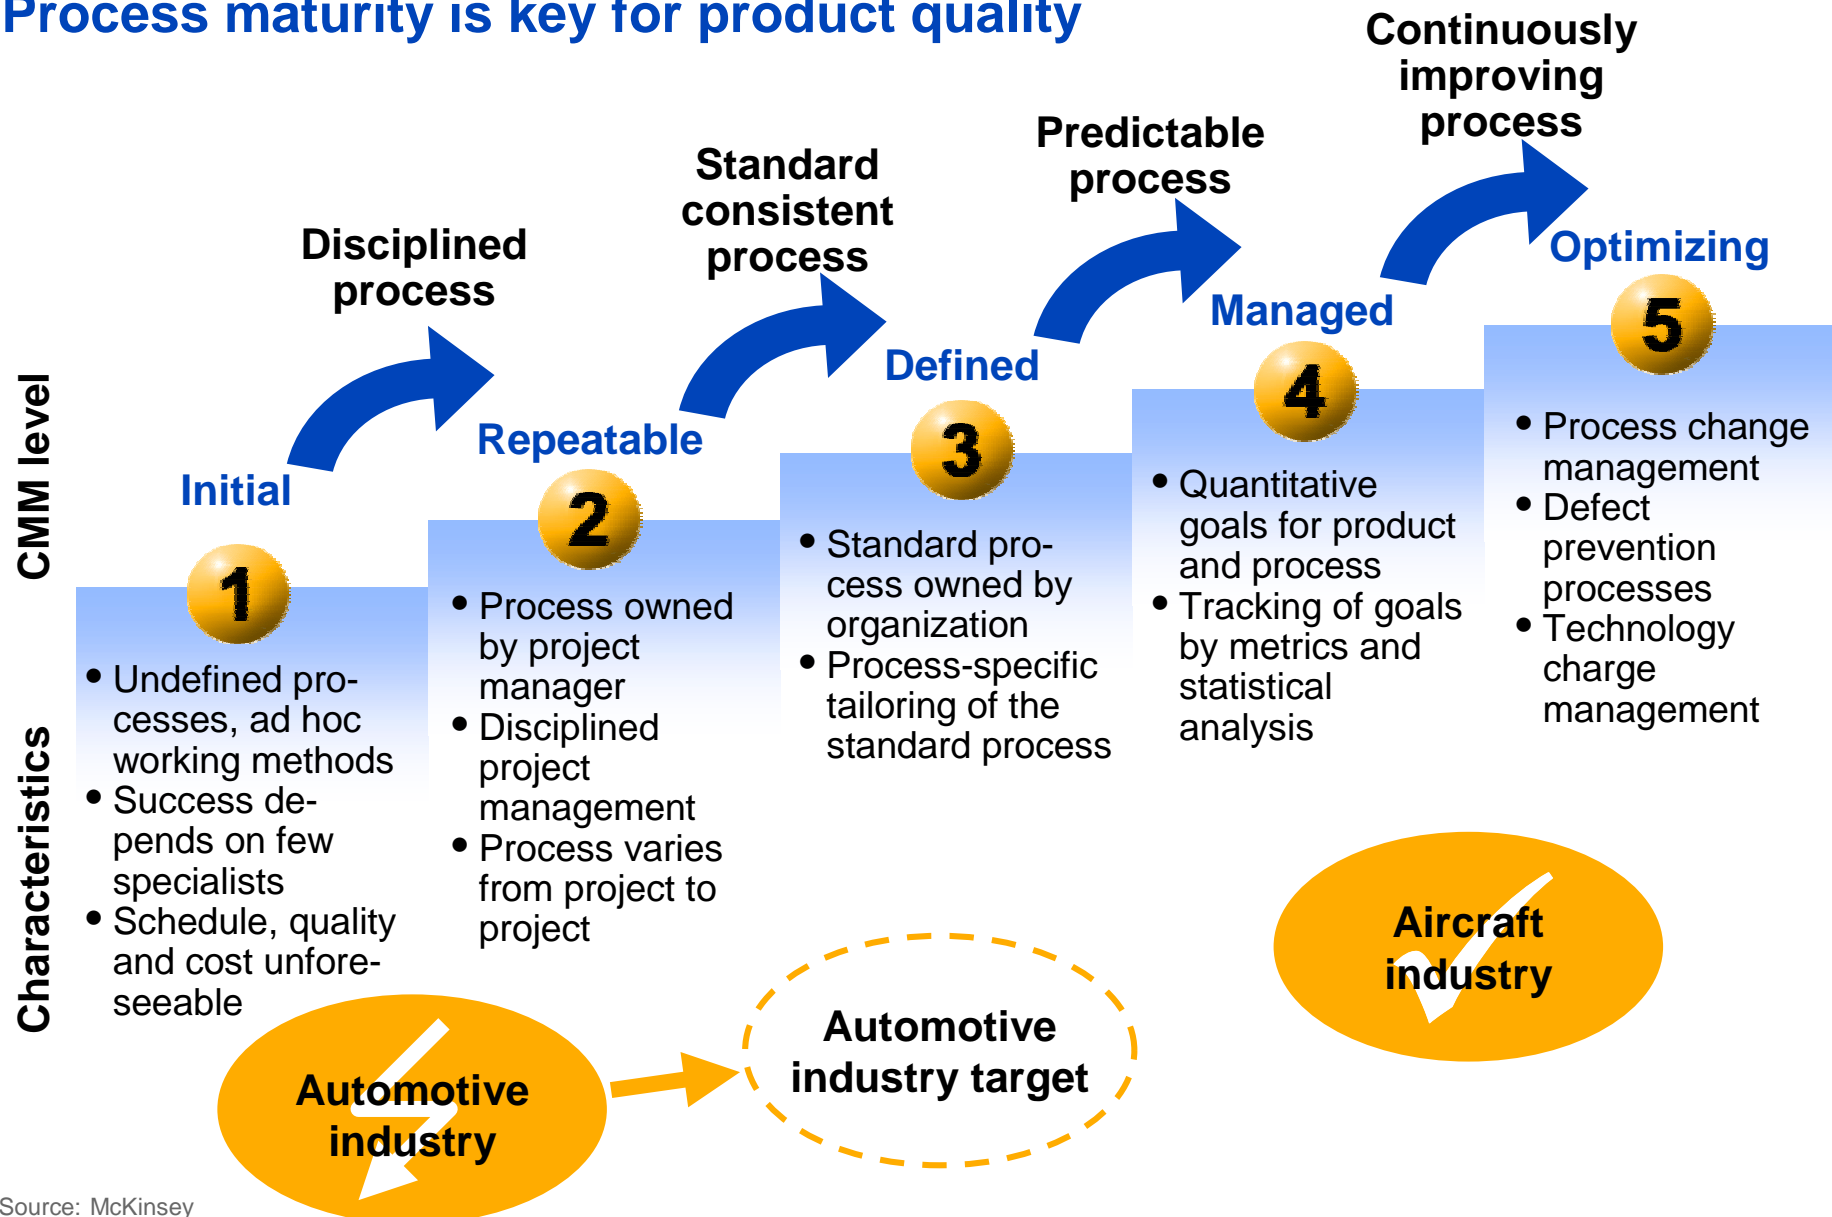 Process maturity is key for product quality
Continuously
improving
process
Predictable
process
Standard
consistent
process
Disciplined
process
CMM level
Characteristics
Initial
1
• Undefined pro-
cesses, ad hoc
working methods
• Success de-
pends on few
specialists
• Schedule, quality
and cost unfore-
seeable
Repeatable
2
• Process owned
by project
manager
• Disciplined
project
management
• Process varies
from project to
project
Defined
3
• Standard pro-
cess owned by
organization
• Process-specific
tailoring of the
standard process
Managed
4
• Quantitative
goals for product
and process
• Tracking of goals
by metrics and
statistical
analysis
Optimizing
5
• Process change
management
• Defect
prevention
processes
• Technology
charge
management
Automotive
industry
Automotive
industry target
Aircraft
industry
Source: McKinsey